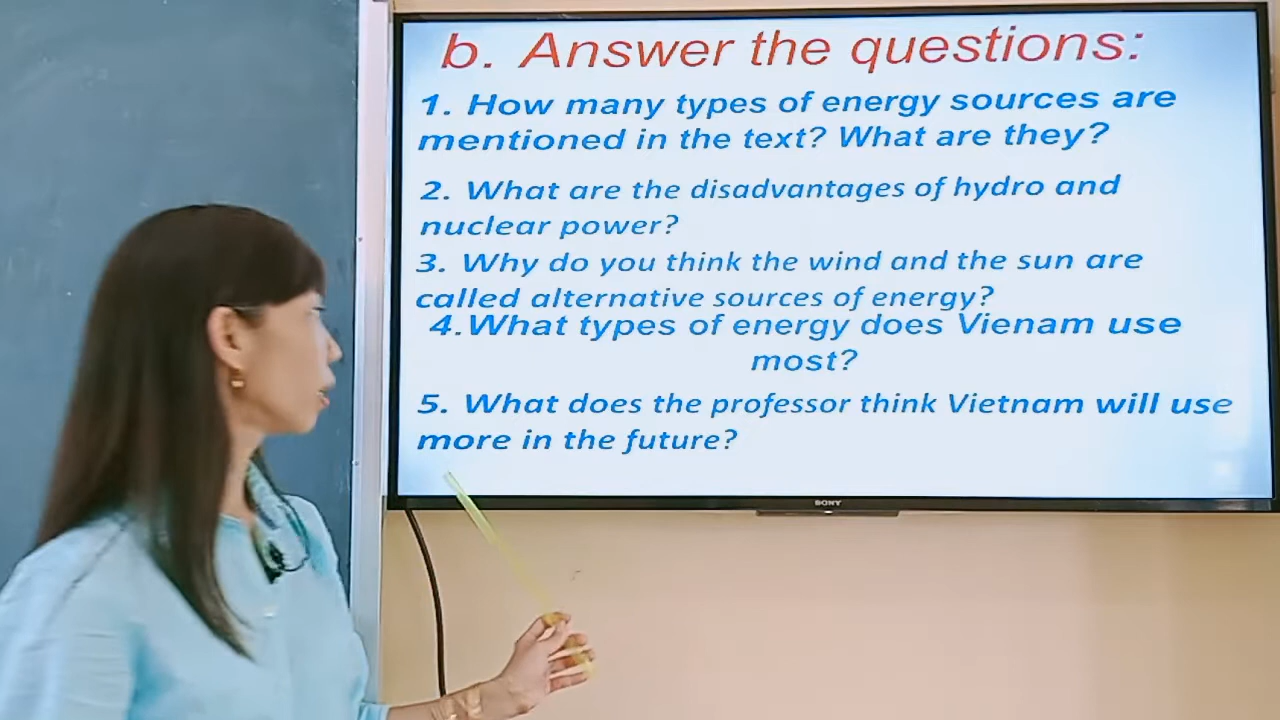 b. Answer the questions:
1. How many types of energy sources are
mentioned in the text? What are they?
2. What are the disadvantages of hydro and
nuclear power?
3. Why do you think the wind and the sun are
called alternative sources of energy?
4.What types of energy does Vienam use
most?
5. What does the professor think Vietnam will use
more in the future?
SONY